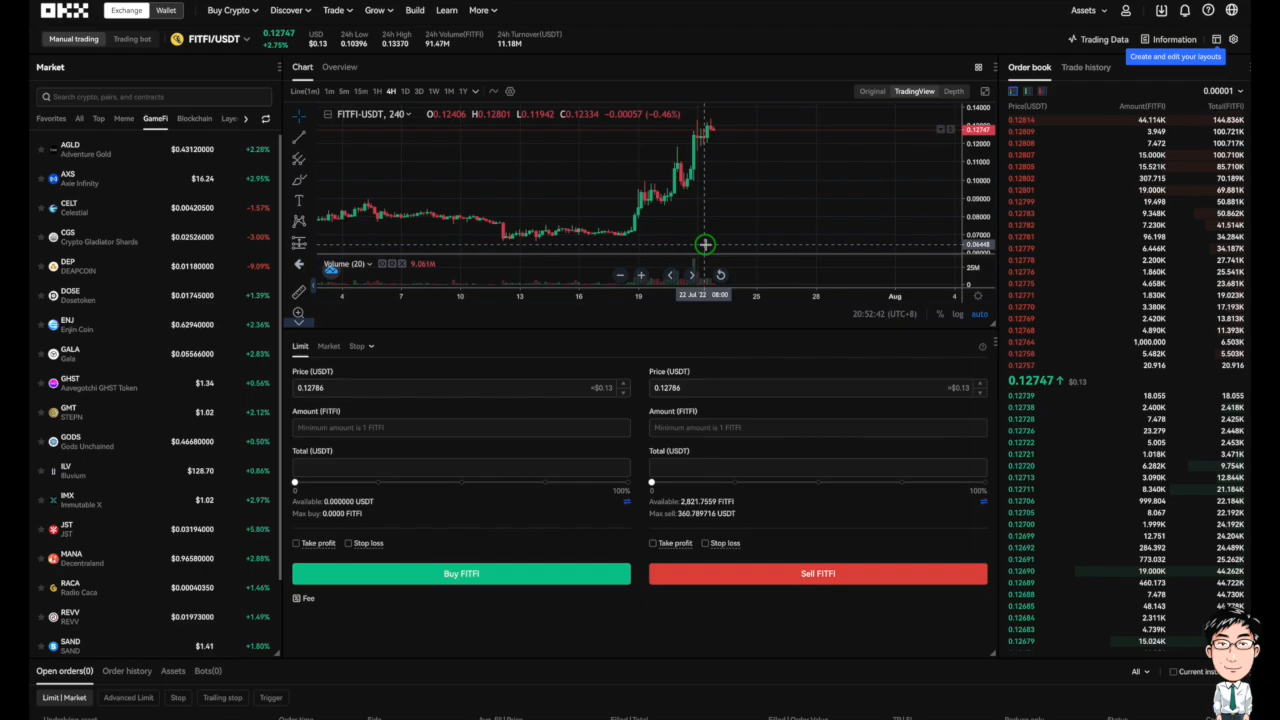 OKX Exchange Wallet Buy Crypto Discover Trade Grow Build Learn More Assets
Manual trading Trading bot FITFI/USDT 0.12747 +2.75% USD $0.13 24h Low 0.10396 24h High 0.13370 24h Volume(FITFI) 91.47M 24h Turnover(USDT) 11.18M Trading Data Information
Create and edit your layouts
Market
Search crypto, pairs, and contracts
Favorites All Top Meme GameFi Blockchain Laye
AGLD $0.43120000 +2.28%
Adventure Gold
AXS $16.24 +2.95%
Axie Infinity
CELT $0.00420500 -1.57%
Celestial
CGS $0.02526000 -3.00%
Crypto Gladiator Shards
DEP $0.01180000 -9.09%
DEAPCOIN
DOSE $0.01745000 +1.39%
Dosetoken
ENJ $0.62940000 +2.36%
Enjin Coin
GALA $0.05566000 +2.83%
Gala
GHST $1.34 +0.56%
Aavegotchi GHST Token
GMT $1.02 +2.12%
STEPN
GODS $0.46680000 +0.50%
Gods Unchained
ILV $128.70 +0.86%
Illuvium
IMX $1.02 +2.97%
Immutable X
JST $0.03194000 +5.80%
JST
MANA $0.96580000 +2.88%
Decentraland
RACA $0.00040350 +1.46%
Radio Caca
REVV $0.01973000 +1.49%
REVV
SAND $1.41 +1.80%
SAND
Chart Overview
Line(1m) 1m 5m 15m 1H 4H 1D 3D 1W 1M 1Y Original TradingView Depth
FITFI-USDT, 240 O0.12406 H0.12801 L0.11942 C0.12334 -0.00057 (-0.46%)
0.14000
0.12747
0.12000
0.10000
0.08000
0.07000
0.06448
Volume (20) 9.061M
25M
0
4 7 10 13 16 19 22 Jul '22 08:00 25 28 Aug 4
20:52:42 (UTC+8) % log auto
Limit Market Stop
Price (USDT) Price (USDT)
0.12786 ≈$0.13 0.12786 ≈$0.13
Amount (FITFI) Amount (FITFI)
Minimum amount is 1 FITFI Minimum amount is 1 FITFI
Total (USDT) Total (USDT)
0 100% 0 100%
Available: 0.000000 USDT Available: 2,821.7559 FITFI
Max buy: 0.0000 FITFI Max sell: 360.789716 USDT
Take profit Stop loss Take profit Stop loss
Buy FITFI Sell FITFI
Fee
Order book Trade history
0.00001
Price(USDT) Amount(FITFI) Total(FITFI)
0.12814 44.114K 144.836K
0.12809 3.949 100.721K
0.12808 7.472 100.717K
0.12807 15.000K 100.710K
0.12805 15.521K 85.710K
0.12802 307.715 70.189K
0.12801 19.000K 69.881K
0.12799 19.498 50.881K
0.12783 9.348K 50.862K
0.12782 7.230K 41.514K
0.12781 96.198 34.284K
0.12778 2.200K 27.741K
0.12776 1.860K 25.541K
0.12775 4.658K 23.681K
0.12771 1.830K 19.023K
0.12770 3.380K 17.193K
0.12769 2.420K 13.813K
0.12768 4.890K 11.393K
0.12764 1,000.000 6.503K
0.12758 5.482K 5.503K
0.12757 20.916 20.916
0.12747 $0.13
0.12739 18.055 18.055
0.12738 2.400K 2.418K
0.12728 7.478 2.425K
0.12726 23.279 2.448K
0.12722 5.005 2.453K
0.12721 1.018K 3.471K
0.12720 6.282K 9.754K
0.12713 3.090K 12.844K
0.12711 8.340K 21.184K
0.12706 999.804 22.184K
0.12705 8.067 22.192K
0.12700 1.999K 24.192K
0.12699 12.751 24.204K
0.12692 284.392 24.489K
0.12691 773.032 25.262K
0.12690 19.000K 44.262K
0.12689 460.173 44.722K
0.12688 7.478 44.730K
0.12685 48.143
0.12684 2.311K
0.12683 4.739K
0.12679 15.024K
Open orders(0) Order history Assets Bots(0)
All Current
Limit | Market Advanced Limit Stop Trailing stop Trigger